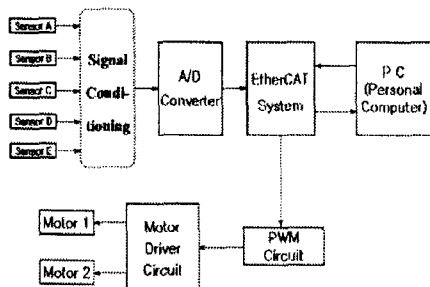 Sensor A
Sensor B
Sensor C
Sensor D
Sensor E
Signal
Condi-
tioning
A/D
Converter
EtherCAT
System
PC
(Personal
Computer)
Motor 1
Motor 2
Motor
Driver
Circuit
PWM
Circuit